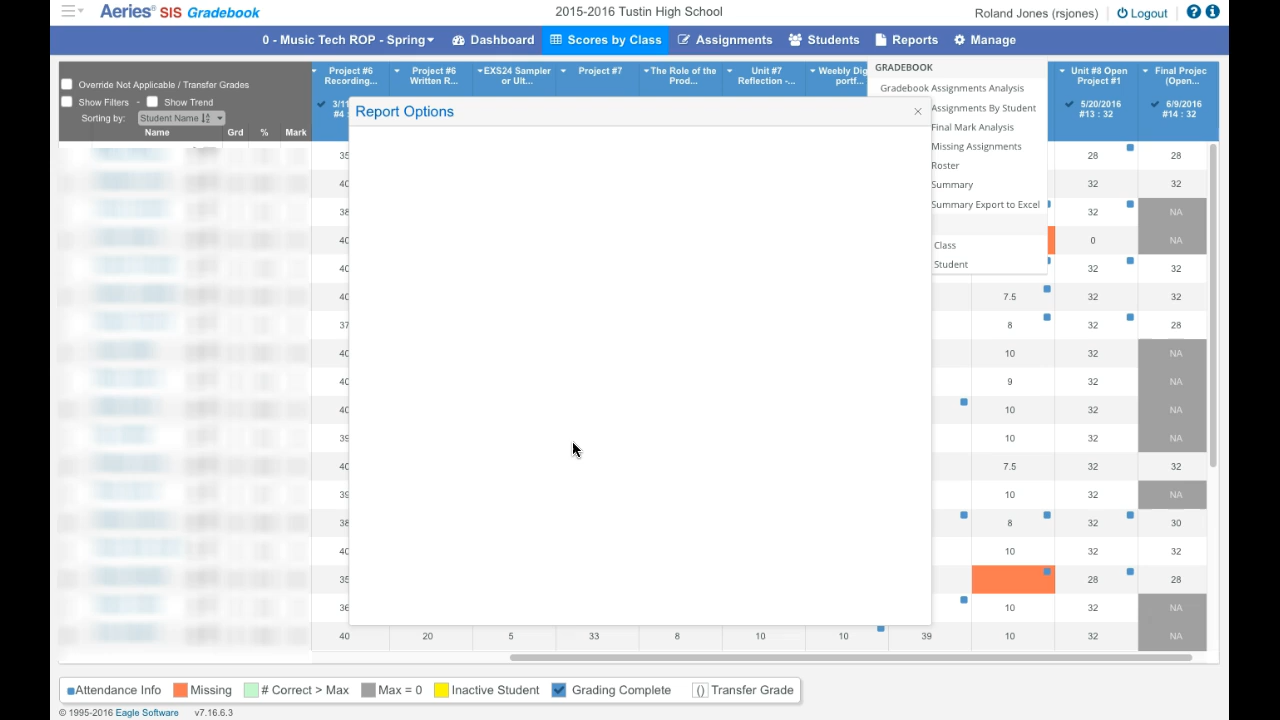 Aeries® SIS Gradebook
2015-2016 Tustin High School
Roland Jones (rsjones) Logout
0 - Music Tech ROP - Spring Dashboard Scores by Class Assignments Students Reports Manage
Override Not Applicable / Transfer Grades
Show Filters - Show Trend
Sorting by: Student Name
Name Grd % Mark
Project #6 Recording...
Project #6 Written R...
EXS24 Sampler or Ult...
Project #7
The Role of the Prod...
Unit #7 Reflection -...
Weekly Dig portf...
Unit #8 Open Project #1
5/20/2016
#13 : 32
Final Projec (Open...
6/9/2016
#14 : 32
GRADEBOOK
Gradebook Assignments Analysis
Assignments By Student
Final Mark Analysis
Missing Assignments
Roster
Summary
Summary Export to Excel
Class
Student
Report Options
28 28
32 32
32 NA
0 NA
32 32
7.5 32 32
8 32 28
10 32 NA
9 32 NA
10 32 NA
10 32 NA
7.5 32 32
10 32 NA
8 32 30
10 32 32
28 28
10 32 NA
40 20 5 33 8 10 10 39 10 32 NA
Attendance Info Missing # Correct > Max Max = 0 Inactive Student Grading Complete () Transfer Grade
© 1995-2016 Eagle Software v7.16.6.3